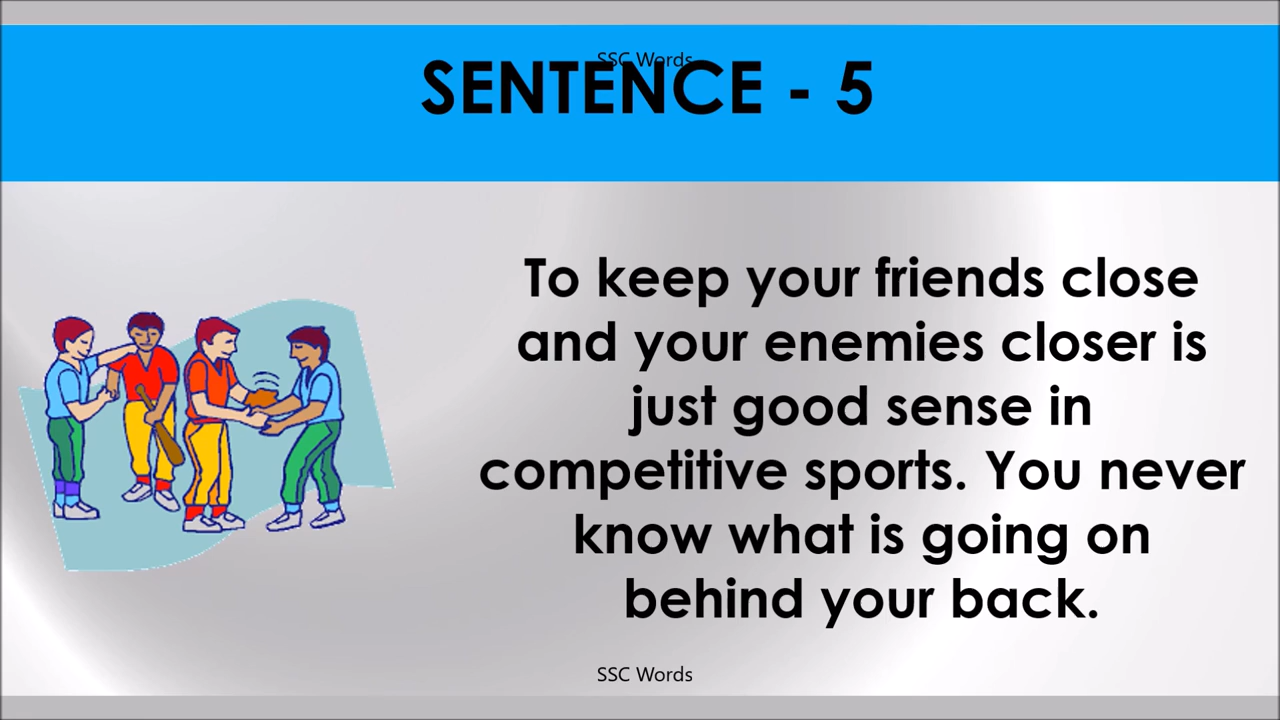 SSC Words
SENTENCE - 5
To keep your friends close
and your enemies closer is
just good sense in
competitive sports. You never
know what is going on
behind your back.
SSC Words